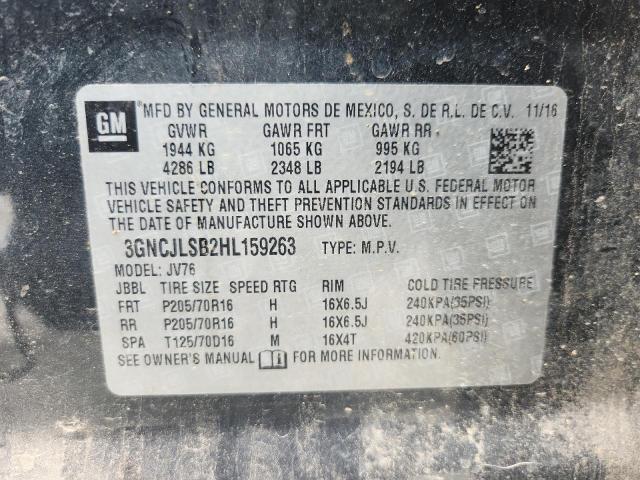 GM
MFD BY GENERAL MOTORS DE MEXICO, S. DE R.L. DE C.V. 11/16
GVWR GAWR FRT GAWR RR
1944 KG 1065 KG 995 KG
4286 LB 2348 LB 2194 LB
THIS VEHICLE CONFORMS TO ALL APPLICABLE U.S. FEDERAL MOTOR
VEHICLE SAFETY AND THEFT PREVENTION STANDARDS IN EFFECT ON
THE DATE OF MANUFACTURE SHOWN ABOVE.
3GNCJLSB2HL159263 TYPE: M.P.V.
MODEL: JV76
JBBL TIRE SIZE SPEED RTG RIM COLD TIRE PRESSURE
FRT P205/70R16 H 16X6.5J 240KPA(35PSI)
RR P205/70R16 H 16X6.5J 240KPA(35PSI)
SPA T125/70D16 M 16X4T 420KPA(60PSI)
SEE OWNER'S MANUAL FOR MORE INFORMATION